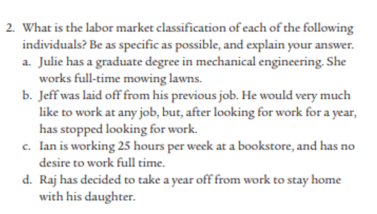 2. What is the labor market classification of each of the following
individuals? Be as specific as possible, and explain your answer.
a. Julie has a graduate degree in mechanical engineering. She
works full-time mowing lawns.
b. Jeff was laid off from his previous job. He would very much
like to work at any job, but, after looking for work for a year,
has stopped looking for work.
c. Ian is working 25 hours per week at a bookstore, and has no
desire to work full time.
d. Raj has decided to take a year off from work to stay home
with his daughter.